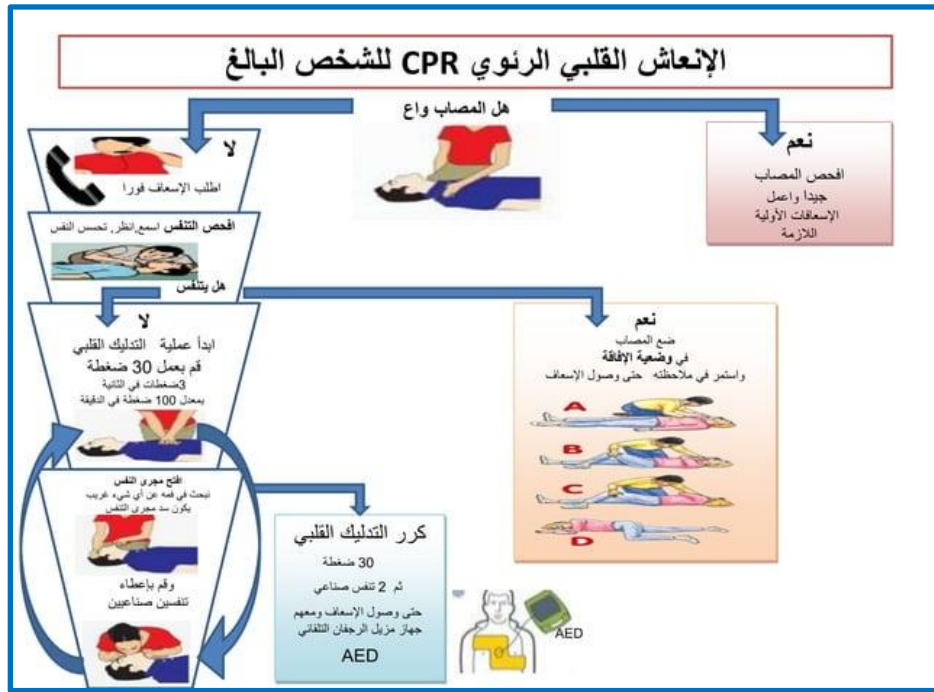 الإنعاش القلبي الرئوي CPR للشخص البالغ
هل المصاب واع
نعم
افحص المصاب
جيدا واعمل
الإسعافات الأولية
اللازمة
لا
اطلب الإسعاف فورا
افحص التنفس اسمع,انظر, تحسس النفس
هل يتنفس
نعم
ضع المصاب
في وضعية الإفاقة
واستمر في ملاحظته حتى وصول الإسعاف
A
B
C
D
لا
ابدأ عملية التدليك القلبي
قم بعمل 30 ضغطة
3ضغطات في الثانية
بمعدل 100 ضغطة في الدقيقة
افتح مجرى النفس
نبحث في فمه عن أي شيء غريب
يكون سد مجرى التنفس
وقم بإعطاء
تنفسين صناعيين
كرر التدليك القلبي
30 ضغطة
ثم 2 تنفس صناعي
حتى وصول الإسعاف ومعهم
جهاز مزيل الرجفان التلقائي
AED
AED